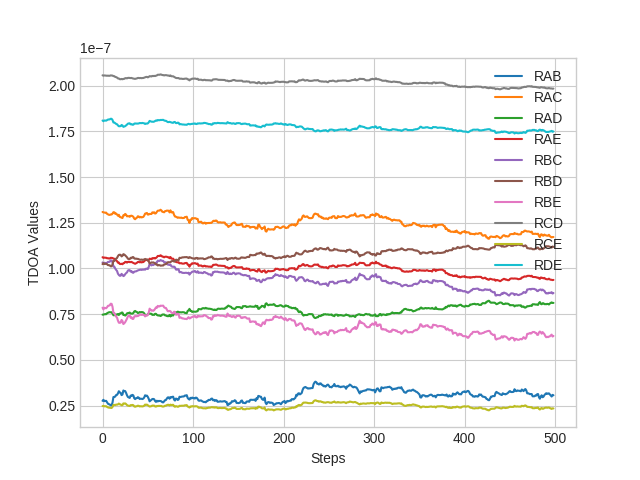 1e−7
2.00
1.75
1.50
1.25
1.00
0.75
0.50
0.25
TDOA Values
0
100
200
300
400
500
Steps
RAB
RAC
RAD
RAE
RBC
RBD
RBE
RCD
RCE
RDE